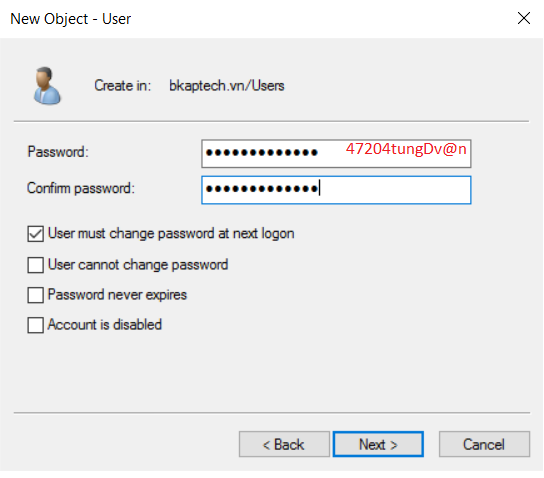 New Object - User
Create in: bkaptech.vn/Users
Password: ●●●●●●●●●●●●● 47204tungDv@n
Confirm password: ●●●●●●●●●●●●●
User must change password at next logon
User cannot change password
Password never expires
Account is disabled
< Back Next > Cancel